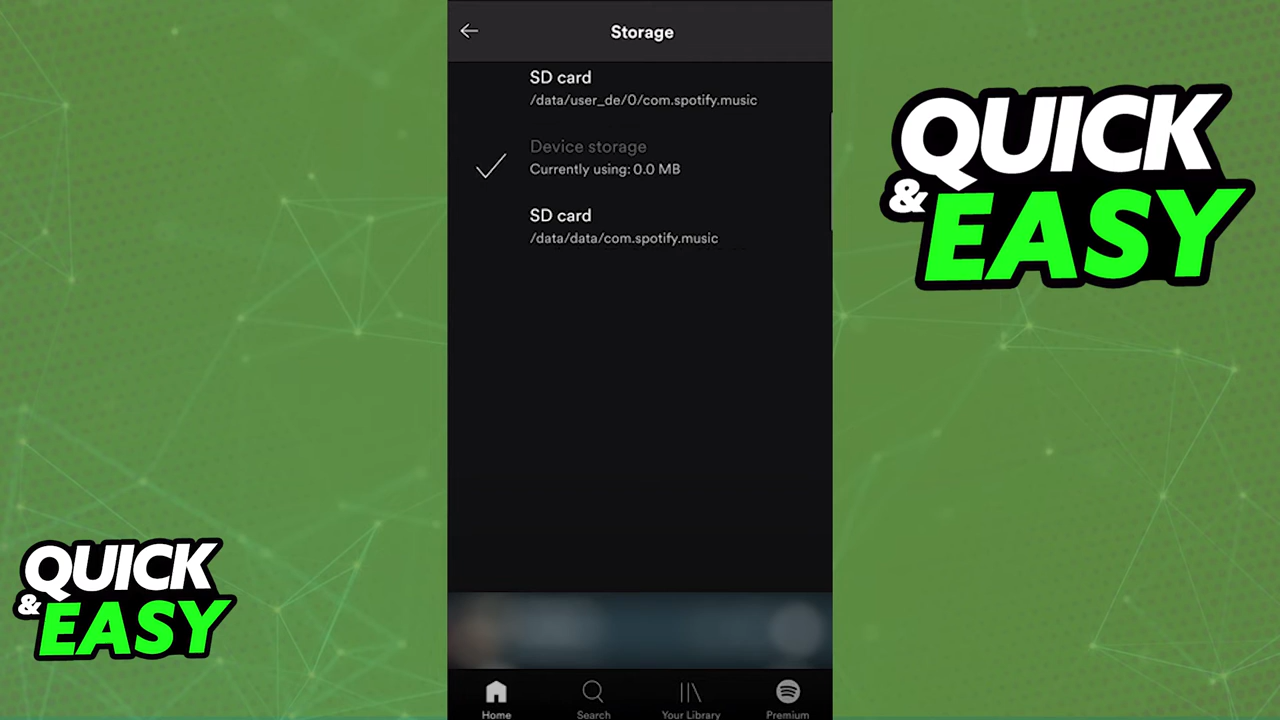 Storage
SD card
/data/user_de/0/com.spotify.music
Device storage
Currently using: 0.0 MB
SD card
/data/data/com.spotify.music
Home
Search
Your Library
Premium
QUICK
& EASY
QUICK
& EASY